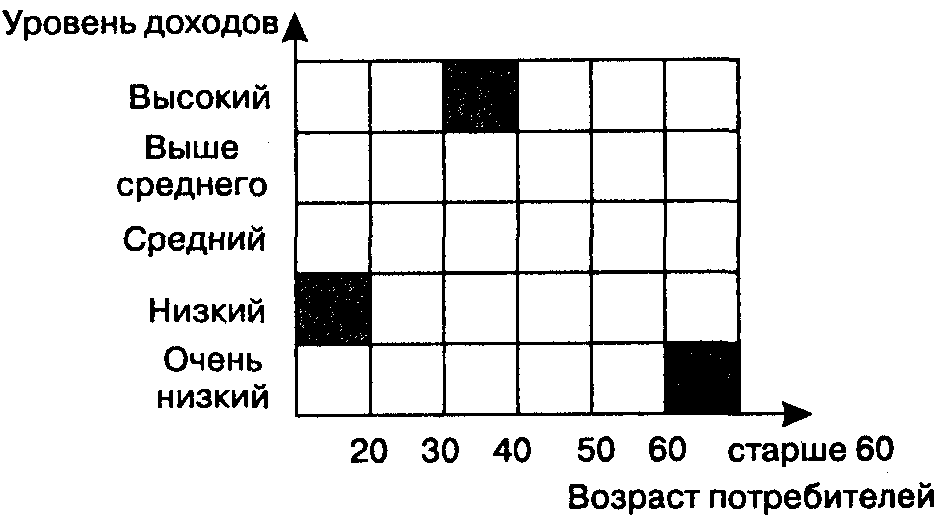 Уровень доходов
Высокий
Выше
среднего
Средний
Низкий
Очень
низкий
20 30 40 50 60 старше 60
Возраст потребителей